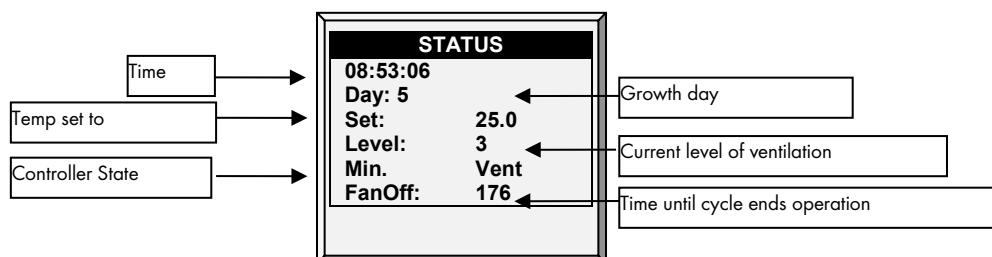 STATUS
08:53:06
Day: 5
Set: 25.0
Level: 3
Min. Vent
FanOff: 176
Time
Temp set to
Controller State
Growth day
Current level of ventilation
Time until cycle ends operation